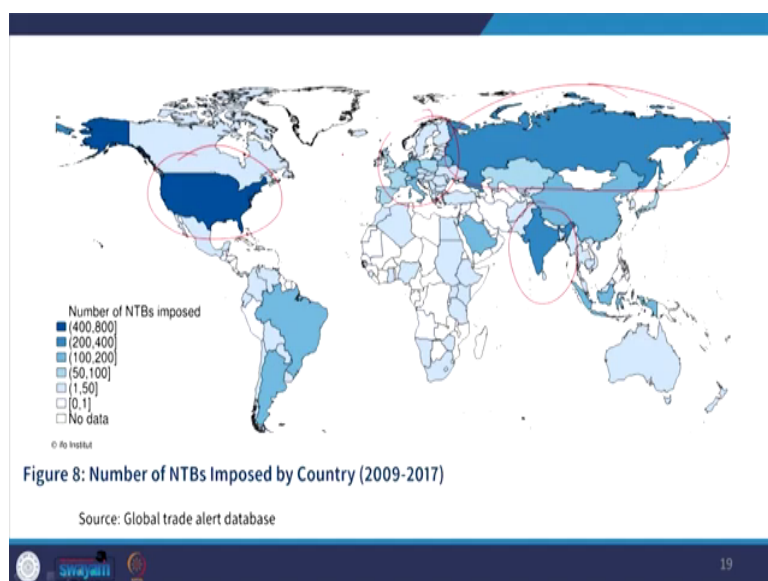 Number of NTBs imposed
(400,800]
(200,400]
(100,200]
(50,100]
(1,50]
[0,1]
No data
© ifo Institut
Figure 8: Number of NTBs Imposed by Country (2009-2017)
Source: Global trade alert database
swayam
19